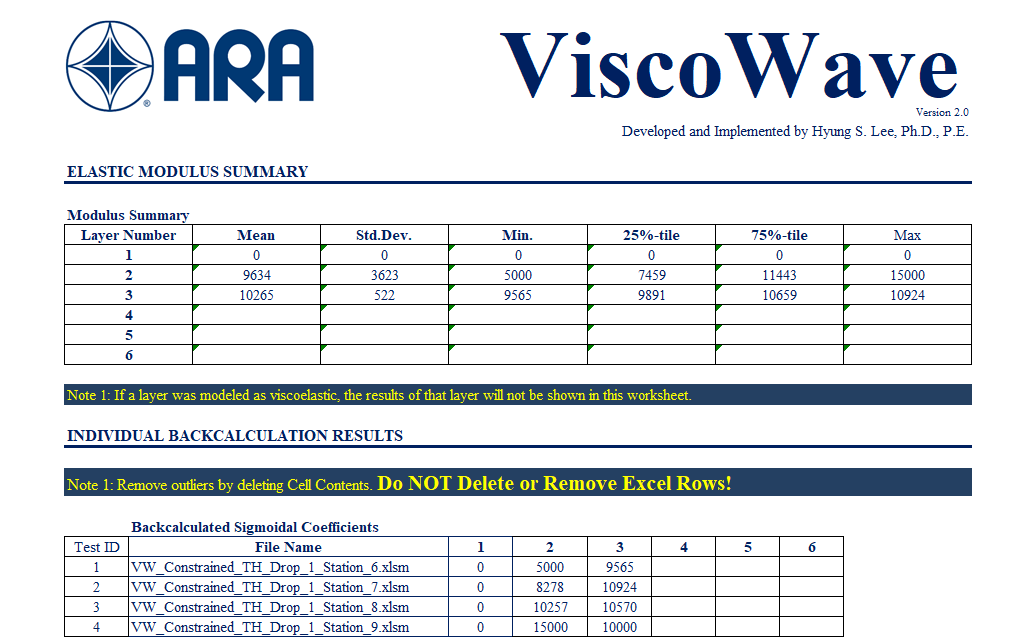 ARA
®
ViscoWave
Version 2.0
Developed and Implemented by Hyung S. Lee, Ph.D., P.E.
ELASTIC MODULUS SUMMARY
Modulus Summary
Layer Number Mean Std.Dev. Min. 25%-tile 75%-tile Max
1 0 0 0 0 0 0
2 9634 3623 5000 7459 11443 15000
3 10265 522 9565 9891 10659 10924
4
5
6
Note 1: If a layer was modeled as viscoelastic, the results of that layer will not be shown in this worksheet.
INDIVIDUAL BACKCALCULATION RESULTS
Note 1: Remove outliers by deleting Cell Contents. Do NOT Delete or Remove Excel Rows!
Backcalculated Sigmoidal Coefficients
Test ID File Name 1 2 3 4 5 6
1 VW_Constrained_TH_Drop_1_Station_6.xlsm 0 5000 9565
2 VW_Constrained_TH_Drop_1_Station_7.xlsm 0 8278 10924
3 VW_Constrained_TH_Drop_1_Station_8.xlsm 0 10257 10570
4 VW_Constrained_TH_Drop_1_Station_9.xlsm 0 15000 10000